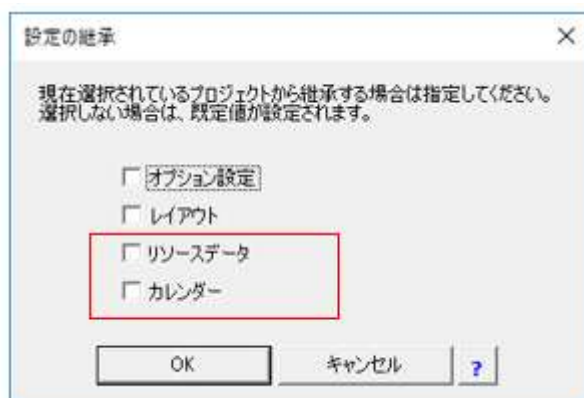 設定の継承
現在選択されているプロジェクトから継承する場合は指定してください。
選択しない場合は、既定値が設定されます。
オプション設定
レイアウト
リソースデータ
カレンダー
OK キャンセル ?